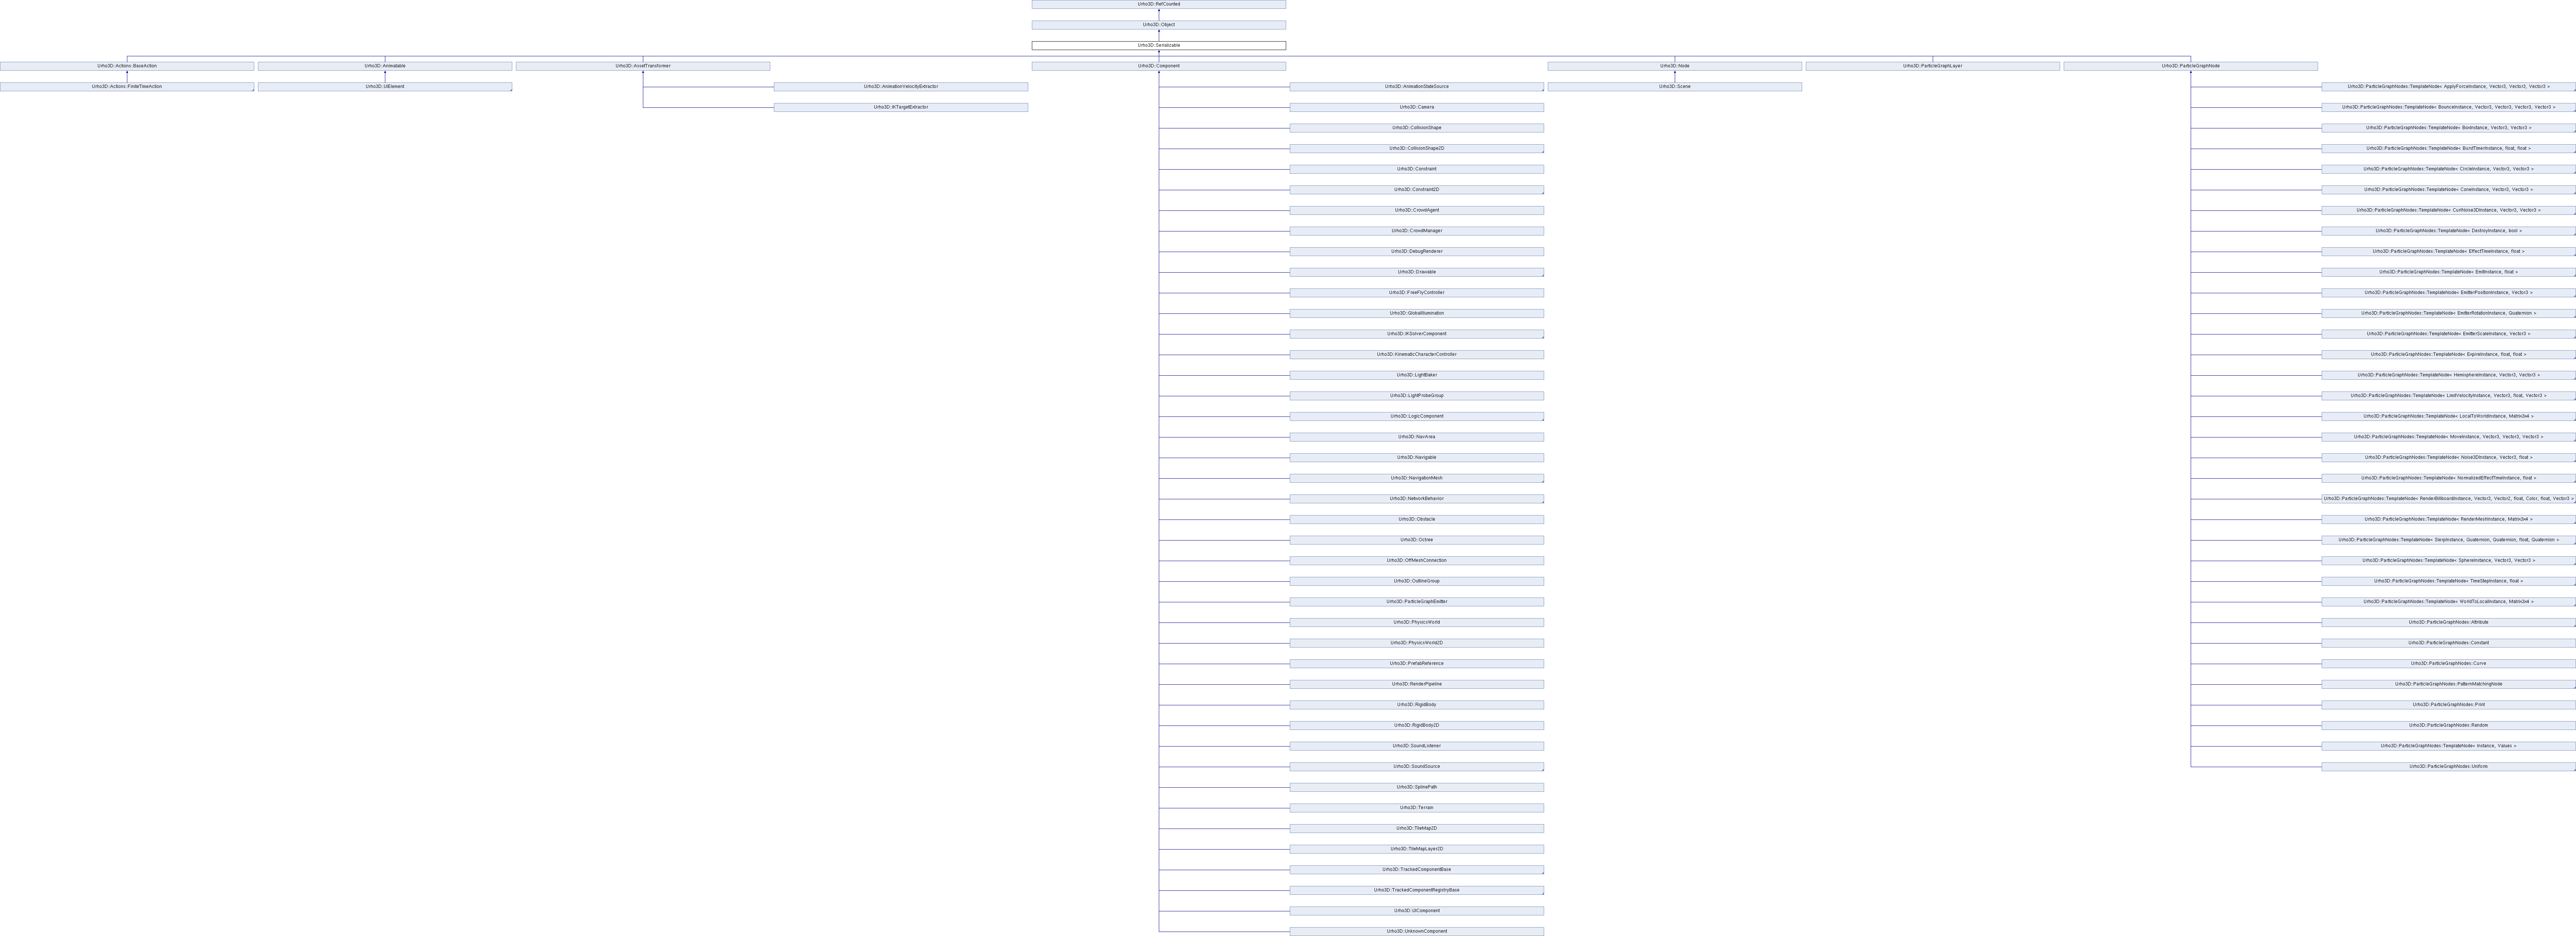 Urho3D::RefCounted
Urho3D::Object
Urho3D::Serializable
Urho3D::Actions::BaseAction
Urho3D::Animatable
Urho3D::AssetTransformer
Urho3D::Component
Urho3D::Node
Urho3D::ParticleGraphLayer
Urho3D::ParticleGraphNode
Urho3D::Actions::FiniteTimeAction
Urho3D::UIElement
Urho3D::AnimationVelocityExtractor
Urho3D::IKTargetExtractor
Urho3D::AnimationStateSource
Urho3D::Camera
Urho3D::CollisionShape
Urho3D::CollisionShape2D
Urho3D::Constraint
Urho3D::Constraint2D
Urho3D::CrowdAgent
Urho3D::CrowdManager
Urho3D::DebugRenderer
Urho3D::Drawable
Urho3D::FreeFlyController
Urho3D::GlobalIllumination
Urho3D::IKSolverComponent
Urho3D::KinematicCharacterController
Urho3D::LightBaker
Urho3D::LightProbeGroup
Urho3D::LogicComponent
Urho3D::NavArea
Urho3D::Navigable
Urho3D::NavigationMesh
Urho3D::NetworkBehavior
Urho3D::Obstacle
Urho3D::Octree
Urho3D::OffMeshConnection
Urho3D::OutlineGroup
Urho3D::ParticleGraphEmitter
Urho3D::PhysicsWorld
Urho3D::PhysicsWorld2D
Urho3D::PrefabReference
Urho3D::RenderPipeline
Urho3D::RigidBody
Urho3D::RigidBody2D
Urho3D::SoundListener
Urho3D::SoundSource
Urho3D::SplinePath
Urho3D::Terrain
Urho3D::TileMap2D
Urho3D::TileMapLayer2D
Urho3D::TrackedComponentBase
Urho3D::TrackedComponentRegistryBase
Urho3D::UIComponent
Urho3D::UnknownComponent
Urho3D::Scene
Urho3D::ParticleGraphNodes::TemplateNode< ApplyForceInstance, Vector3, Vector3, Vector3 >
Urho3D::ParticleGraphNodes::TemplateNode< BounceInstance, Vector3, Vector3, Vector3, Vector3 >
Urho3D::ParticleGraphNodes::TemplateNode< BoxInstance, Vector3, Vector3 >
Urho3D::ParticleGraphNodes::TemplateNode< BurstTimerInstance, float, float >
Urho3D::ParticleGraphNodes::TemplateNode< CircleInstance, Vector3, Vector3 >
Urho3D::ParticleGraphNodes::TemplateNode< ConeInstance, Vector3, Vector3 >
Urho3D::ParticleGraphNodes::TemplateNode< CurlNoise3DInstance, Vector3, Vector3 >
Urho3D::ParticleGraphNodes::TemplateNode< DestroyInstance, bool >
Urho3D::ParticleGraphNodes::TemplateNode< EffectTimeInstance, float >
Urho3D::ParticleGraphNodes::TemplateNode< EmitInstance, float >
Urho3D::ParticleGraphNodes::TemplateNode< EmitterPositionInstance, Vector3 >
Urho3D::ParticleGraphNodes::TemplateNode< EmitterRotationInstance, Quaternion >
Urho3D::ParticleGraphNodes::TemplateNode< EmitterScaleInstance, Vector3 >
Urho3D::ParticleGraphNodes::TemplateNode< ExpireInstance, float, float >
Urho3D::ParticleGraphNodes::TemplateNode< HemisphereInstance, Vector3, Vector3 >
Urho3D::ParticleGraphNodes::TemplateNode< LimitVelocityInstance, Vector3, float, Vector3 >
Urho3D::ParticleGraphNodes::TemplateNode< LocalToWorldInstance, Matrix3x4 >
Urho3D::ParticleGraphNodes::TemplateNode< MoveInstance, Vector3, Vector3, Vector3 >
Urho3D::ParticleGraphNodes::TemplateNode< Noise3DInstance, Vector3, float >
Urho3D::ParticleGraphNodes::TemplateNode< NormalizedEffectTimeInstance, float >
Urho3D::ParticleGraphNodes::TemplateNode< RenderBillboardInstance, Vector3, Vector2, float, Color, float, Vector3 >
Urho3D::ParticleGraphNodes::TemplateNode< RenderMeshInstance, Matrix3x4 >
Urho3D::ParticleGraphNodes::TemplateNode< SlerpInstance, Quaternion, Quaternion, float, Quaternion >
Urho3D::ParticleGraphNodes::TemplateNode< SphereInstance, Vector3, Vector3 >
Urho3D::ParticleGraphNodes::TemplateNode< TimeStepInstance, float >
Urho3D::ParticleGraphNodes::TemplateNode< WorldToLocalInstance, Matrix3x4 >
Urho3D::ParticleGraphNodes::Attribute
Urho3D::ParticleGraphNodes::Constant
Urho3D::ParticleGraphNodes::Curve
Urho3D::ParticleGraphNodes::PatternMatchingNode
Urho3D::ParticleGraphNodes::Print
Urho3D::ParticleGraphNodes::Random
Urho3D::ParticleGraphNodes::TemplateNode< Instance, Values >
Urho3D::ParticleGraphNodes::Uniform